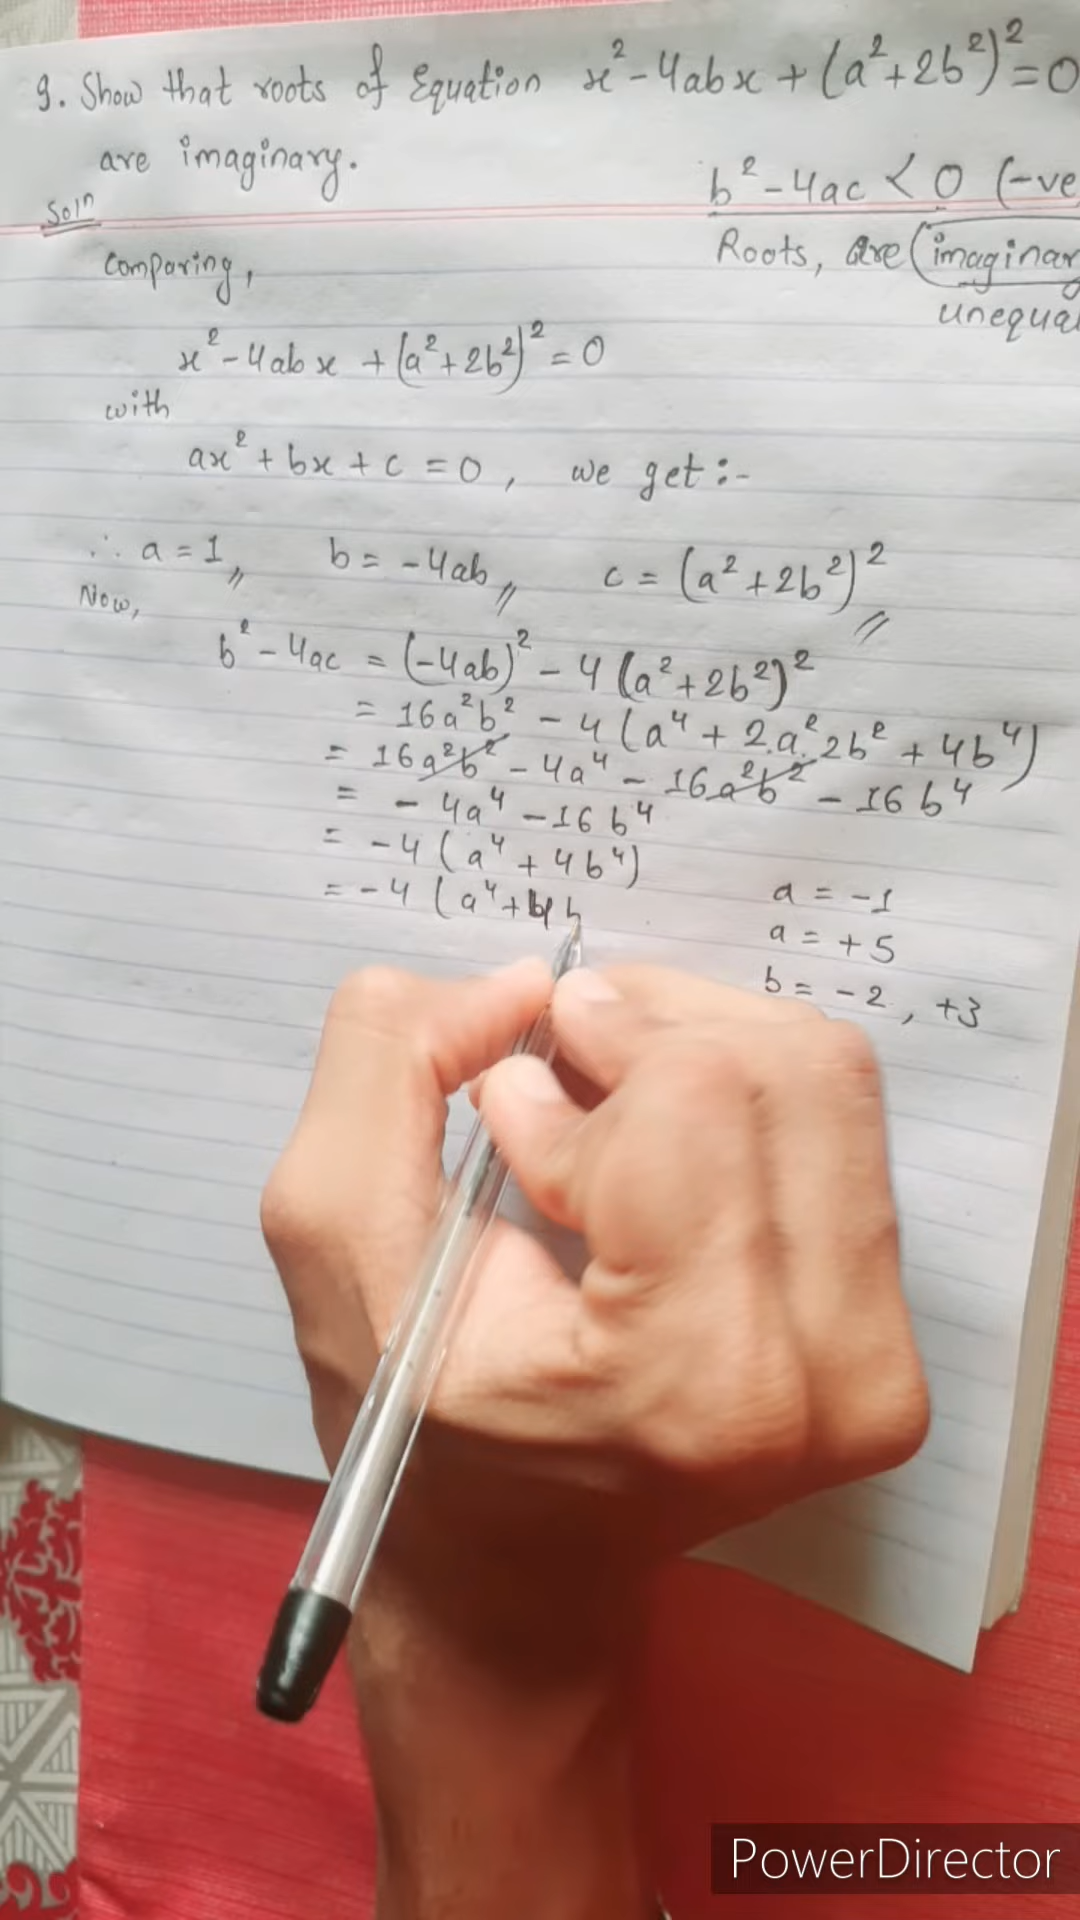 9. Show that roots of Equation x² - 4abx + (a² + 2b²)² = 0
are imaginary.
b² - 4ac < 0 (-ve
Soln
Roots, are (imaginar
unequal
Comparing,
x² - 4abx + (a² + 2b²)² = 0
with
ax² + bx + c = 0, we get :-
∴ a = 1,, b = -4ab,, c = (a² + 2b²)²,,
Now,
b² - 4ac = (-4ab)² - 4 (a² + 2b²)²
= 16a²b² - 4 (a⁴ + 2.a².2b² + 4b⁴)
= 16a²b² - 4a⁴ - 16a²b² - 16b⁴
= - 4a⁴ - 16b⁴
= -4 (a⁴ + 4b⁴)
= -4 (a⁴ +
a = -1
a = +5
b = -2, +3
PowerDirector